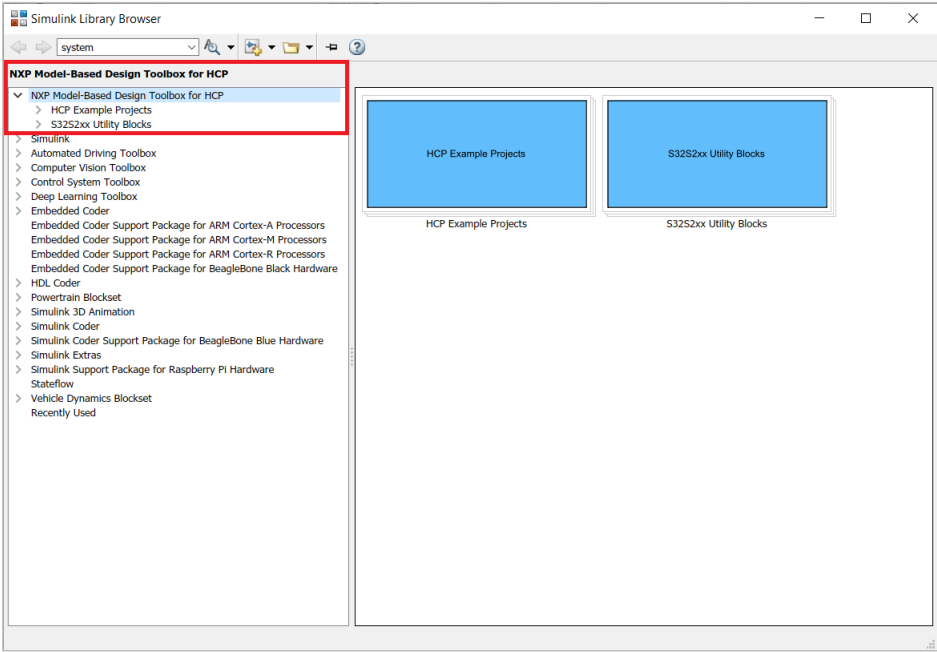 Simulink Library Browser
system
NXP Model-Based Design Toolbox for HCP
NXP Model-Based Design Toolbox for HCP
HCP Example Projects
S32S2xx Utility Blocks
Simulink
Automated Driving Toolbox
Computer Vision Toolbox
Control System Toolbox
Deep Learning Toolbox
Embedded Coder
Embedded Coder Support Package for ARM Cortex-A Processors
Embedded Coder Support Package for ARM Cortex-M Processors
Embedded Coder Support Package for ARM Cortex-R Processors
Embedded Coder Support Package for BeagleBone Black Hardware
HDL Coder
Powertrain Blockset
Simulink 3D Animation
Simulink Coder
Simulink Coder Support Package for BeagleBone Blue Hardware
Simulink Extras
Simulink Support Package for Raspberry Pi Hardware
Stateflow
Vehicle Dynamics Blockset
Recently Used
HCP Example Projects
S32S2xx Utility Blocks
HCP Example Projects
S32S2xx Utility Blocks